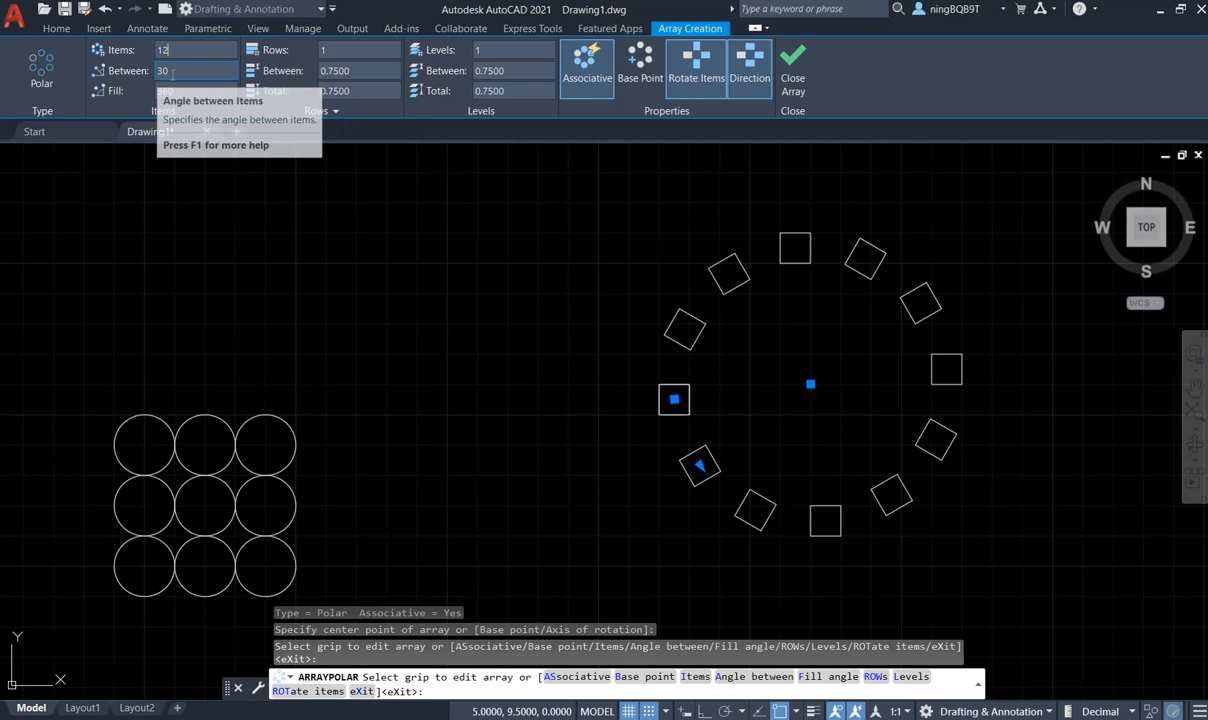 Drafting & Annotation
Autodesk AutoCAD 2021 Drawing1.dwg
Type a keyword or phrase
ningBQB9T
Home Insert Annotate Parametric View Manage Output Add-ins Collaborate Express Tools Featured Apps Array Creation
Items: 12
Between: 30
Fill: 360
Polar
Type
Items
Rows: 1
Between: 0.7500
0.7500
Rows
Levels: 1
Between: 0.7500
Total: 0.7500
Levels
Associative Base Point Rotate Items Direction
Properties
Close
Array
Close
Angle between Items
Specifies the angle between items.
Press F1 for more help
Start Drawing1*
N
W TOP E
S
WCS
Type = Polar Associative = Yes
Specify center point of array or [Base point/Axis of rotation]:
Select grip to edit array or [ASsociative/Base point/Items/Angle between/Fill angle/ROWs/Levels/ROTate items/eXit]
<eXit>:
ARRAYPOLAR Select grip to edit array or [ASsociative Base point Items Angle between Fill angle ROWs Levels
ROTate items eXit]<eXit>:
Y
X
Model Layout1 Layout2 +
5.0000, 9.5000, 0.0000 MODEL
1:1
Drafting & Annotation
Decimal